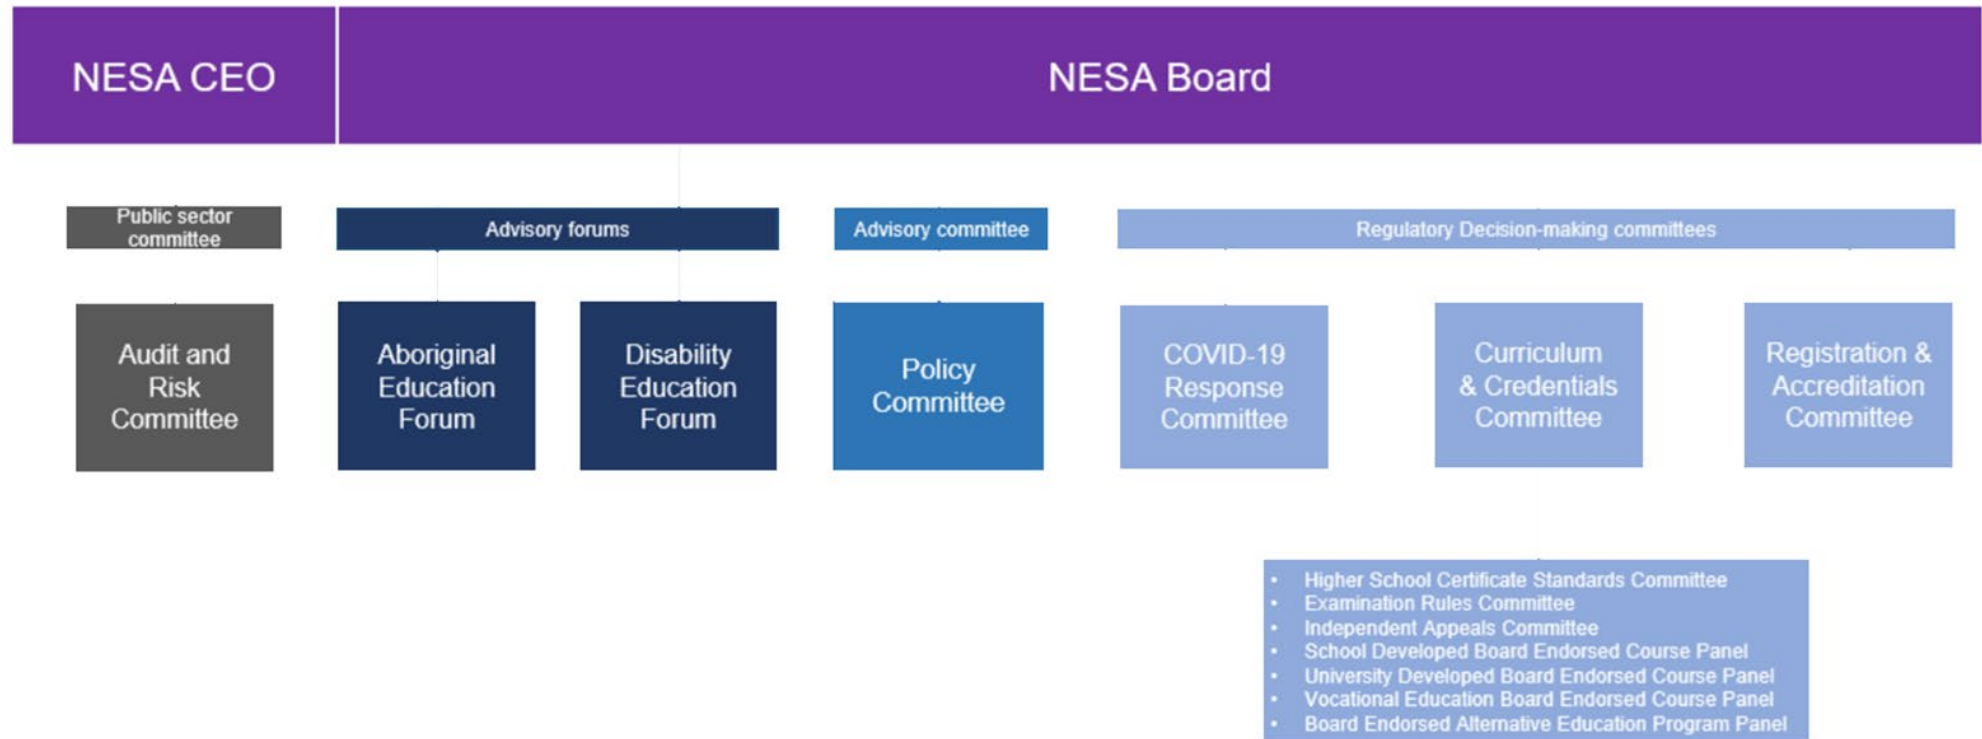 NESA CEO
NESA Board
Public sector
committee
Advisory forums
Advisory committee
Regulatory Decision-making committees
Audit and
Risk
Committee
Aboriginal
Education
Forum
Disability
Education
Forum
Policy
Committee
COVID-19
Response
Committee
Curriculum
& Credentials
Committee
Registration &
Accreditation
Committee
• Higher School Certificate Standards Committee
• Examination Rules Committee
• Independent Appeals Committee
• School Developed Board Endorsed Course Panel
• University Developed Board Endorsed Course Panel
• Vocational Education Board Endorsed Course Panel
• Board Endorsed Alternative Education Program Panel